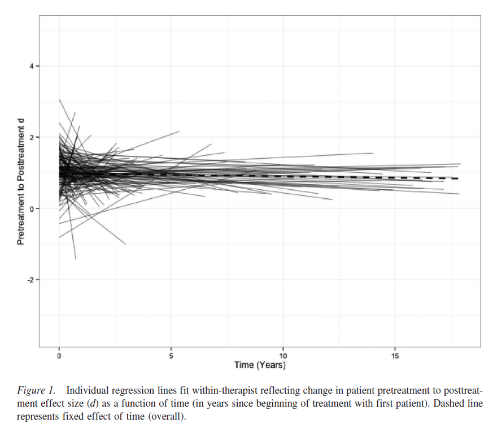 4
2
0
-2
Pretreatment to Posttreatment d
0
5
10
15
Time (Years)
Figure 1. Individual regression lines fit within-therapist reflecting change in patient pretreatment to posttreat-
ment effect size (d) as a function of time (in years since beginning of treatment with first patient). Dashed line
represents fixed effect of time (overall).